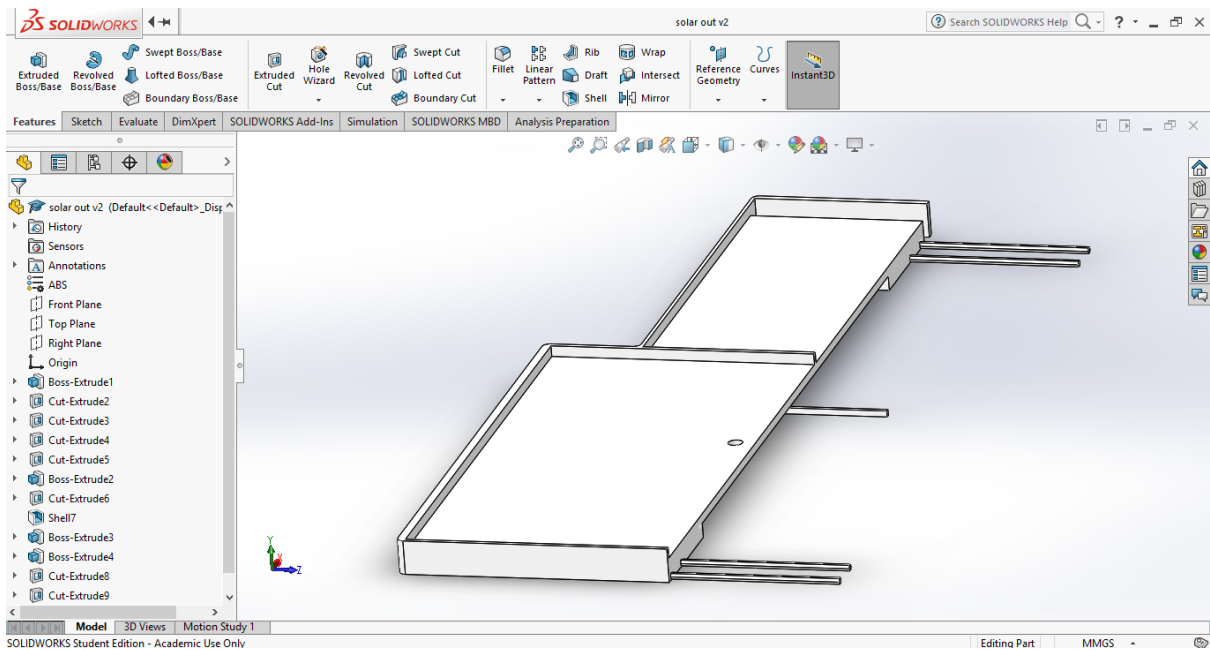 SOLIDWORKS
solar out v2
Search SOLIDWORKS Help
?
Extruded Boss/Base
Revolved Boss/Base
Swept Boss/Base
Lofted Boss/Base
Boundary Boss/Base
Extruded Cut
Hole Wizard
Revolved Cut
Swept Cut
Lofted Cut
Boundary Cut
Fillet
Linear Pattern
Rib
Draft
Shell
Wrap
Intersect
Mirror
Reference Geometry
Curves
Instant3D
Features Sketch Evaluate DimXpert SOLIDWORKS Add-Ins Simulation SOLIDWORKS MBD Analysis Preparation
solar out v2 (Default<<Default>_Disp
History
Sensors
Annotations
ABS
Front Plane
Top Plane
Right Plane
Origin
Boss-Extrude1
Cut-Extrude2
Cut-Extrude3
Cut-Extrude4
Cut-Extrude5
Boss-Extrude2
Cut-Extrude6
Shell7
Boss-Extrude3
Boss-Extrude4
Cut-Extrude8
Cut-Extrude9
Y
X
Z
Model 3D Views Motion Study 1
SOLIDWORKS Student Edition - Academic Use Only
Editing Part MMGS